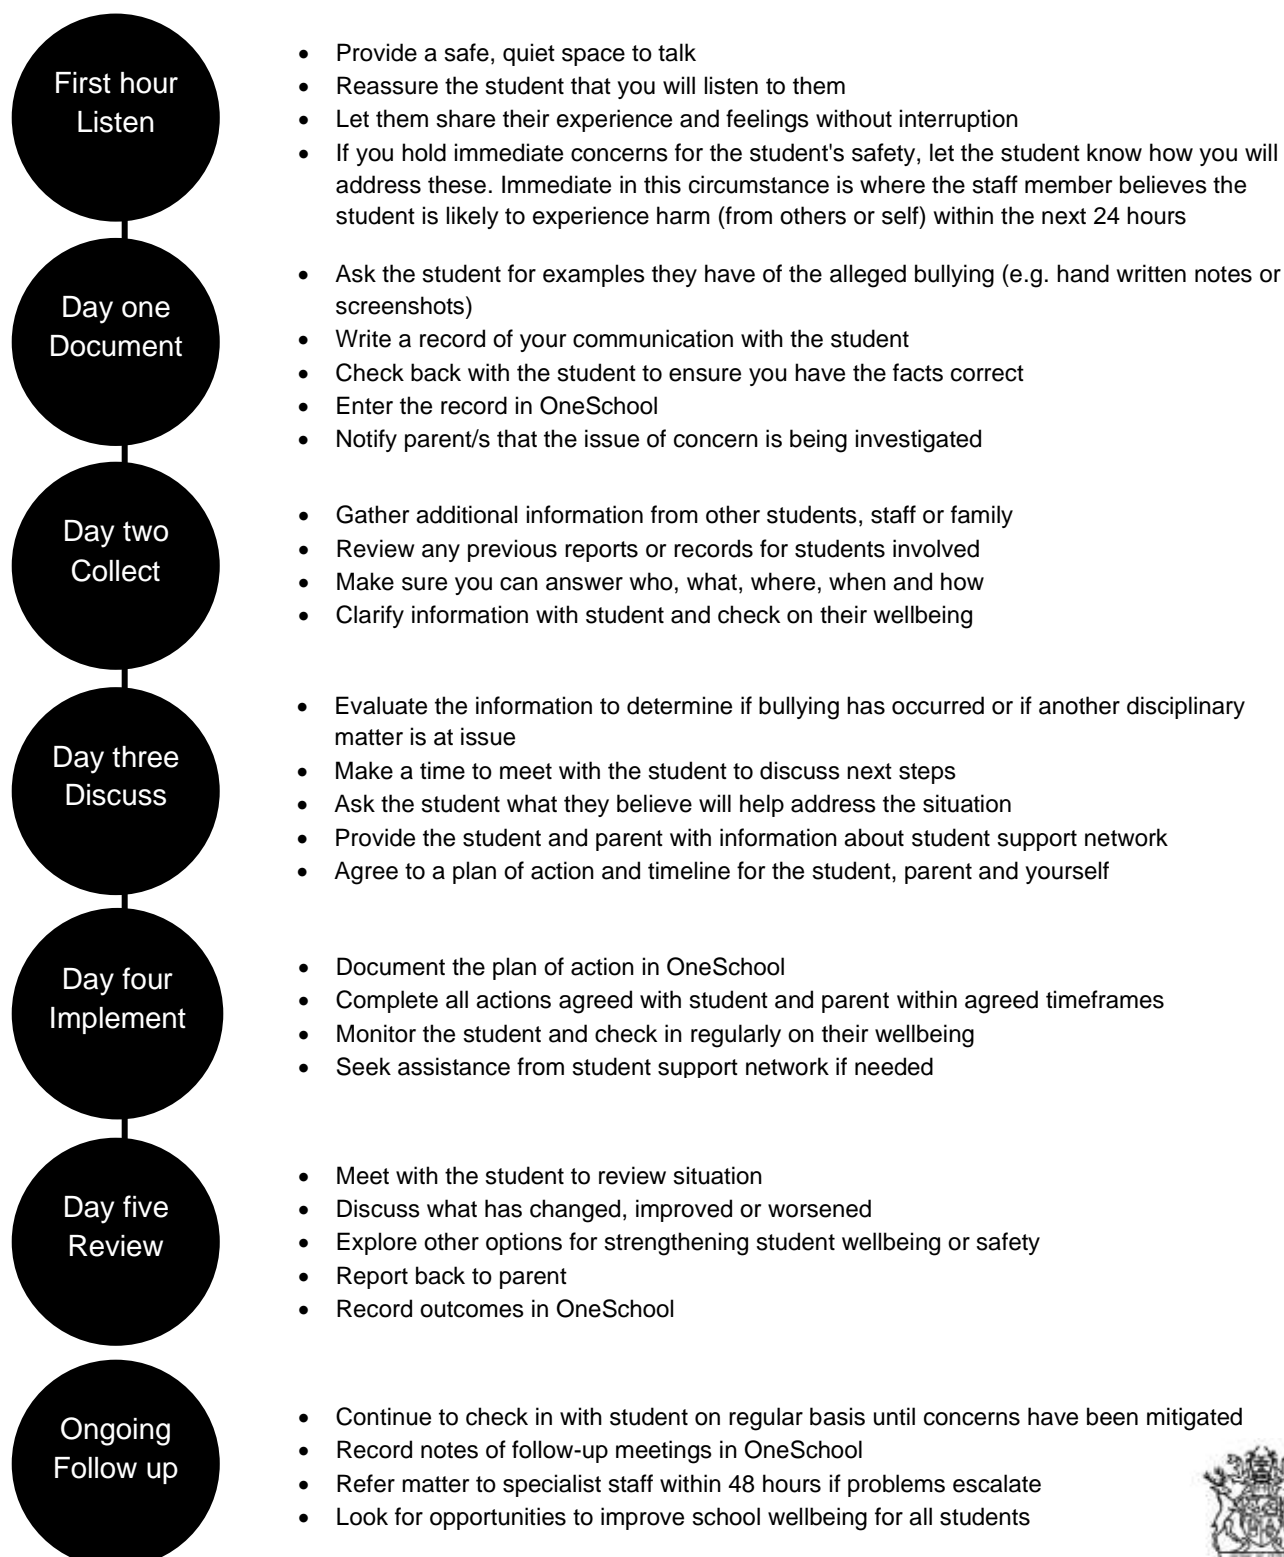 First hour
Listen
• Provide a safe, quiet space to talk
• Reassure the student that you will listen to them
• Let them share their experience and feelings without interruption
• If you hold immediate concerns for the student's safety, let the student know how you will
address these. Immediate in this circumstance is where the staff member believes the
student is likely to experience harm (from others or self) within the next 24 hours
Day one
Document
• Ask the student for examples they have of the alleged bullying (e.g. hand written notes or
screenshots)
• Write a record of your communication with the student
• Check back with the student to ensure you have the facts correct
• Enter the record in OneSchool
• Notify parent/s that the issue of concern is being investigated
Day two
Collect
• Gather additional information from other students, staff or family
• Review any previous reports or records for students involved
• Make sure you can answer who, what, where, when and how
• Clarify information with student and check on their wellbeing
Day three
Discuss
• Evaluate the information to determine if bullying has occurred or if another disciplinary
matter is at issue
• Make a time to meet with the student to discuss next steps
• Ask the student what they believe will help address the situation
• Provide the student and parent with information about student support network
• Agree to a plan of action and timeline for the student, parent and yourself
Day four
Implement
• Document the plan of action in OneSchool
• Complete all actions agreed with student and parent within agreed timeframes
• Monitor the student and check in regularly on their wellbeing
• Seek assistance from student support network if needed
Day five
Review
• Meet with the student to review situation
• Discuss what has changed, improved or worsened
• Explore other options for strengthening student wellbeing or safety
• Report back to parent
• Record outcomes in OneSchool
Ongoing
Follow up
• Continue to check in with student on regular basis until concerns have been mitigated
• Record notes of follow-up meetings in OneSchool
• Refer matter to specialist staff within 48 hours if problems escalate
• Look for opportunities to improve school wellbeing for all students